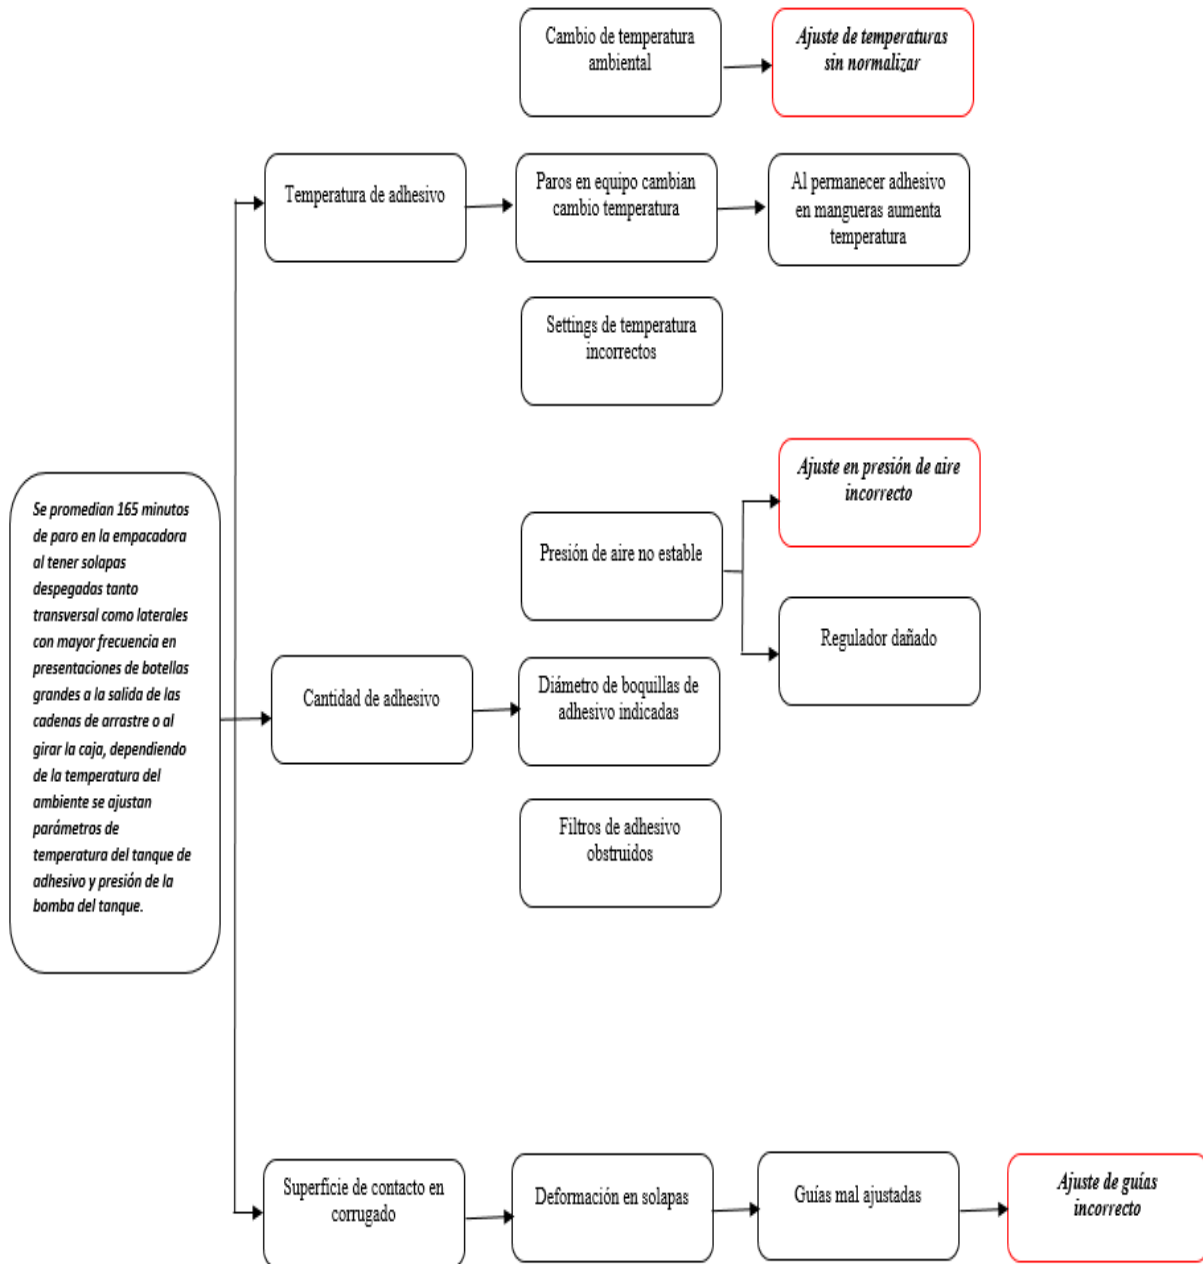 Cambio de temperatura
ambiental
Ajuste de temperaturas
sin normalizar
Temperatura de adhesivo
Paros en equipo cambian
cambio temperatura
Al permanecer adhesivo
en mangueras aumenta
temperatura
Settings de temperatura
incorrectos
Ajuste en presión de aire
incorrecto
Se promedian 165 minutos
de paro en la empacadora
al tener solapas
despegadas tanto
transversal como laterales
con mayor frecuencia en
presentaciones de botellas
grandes a la salida de las
cadenas de arrastre o al
girar la caja, dependiendo
de la temperatura del
ambiente se ajustan
parámetros de
temperatura del tanque de
adhesivo y presión de la
bomba del tanque.
Presión de aire no estable
Regulador dañado
Cantidad de adhesivo
Diámetro de boquillas de
adhesivo indicadas
Filtros de adhesivo
obstruidos
Superficie de contacto en
corrugado
Deformación en solapas
Guías mal ajustadas
Ajuste de guías
incorrecto